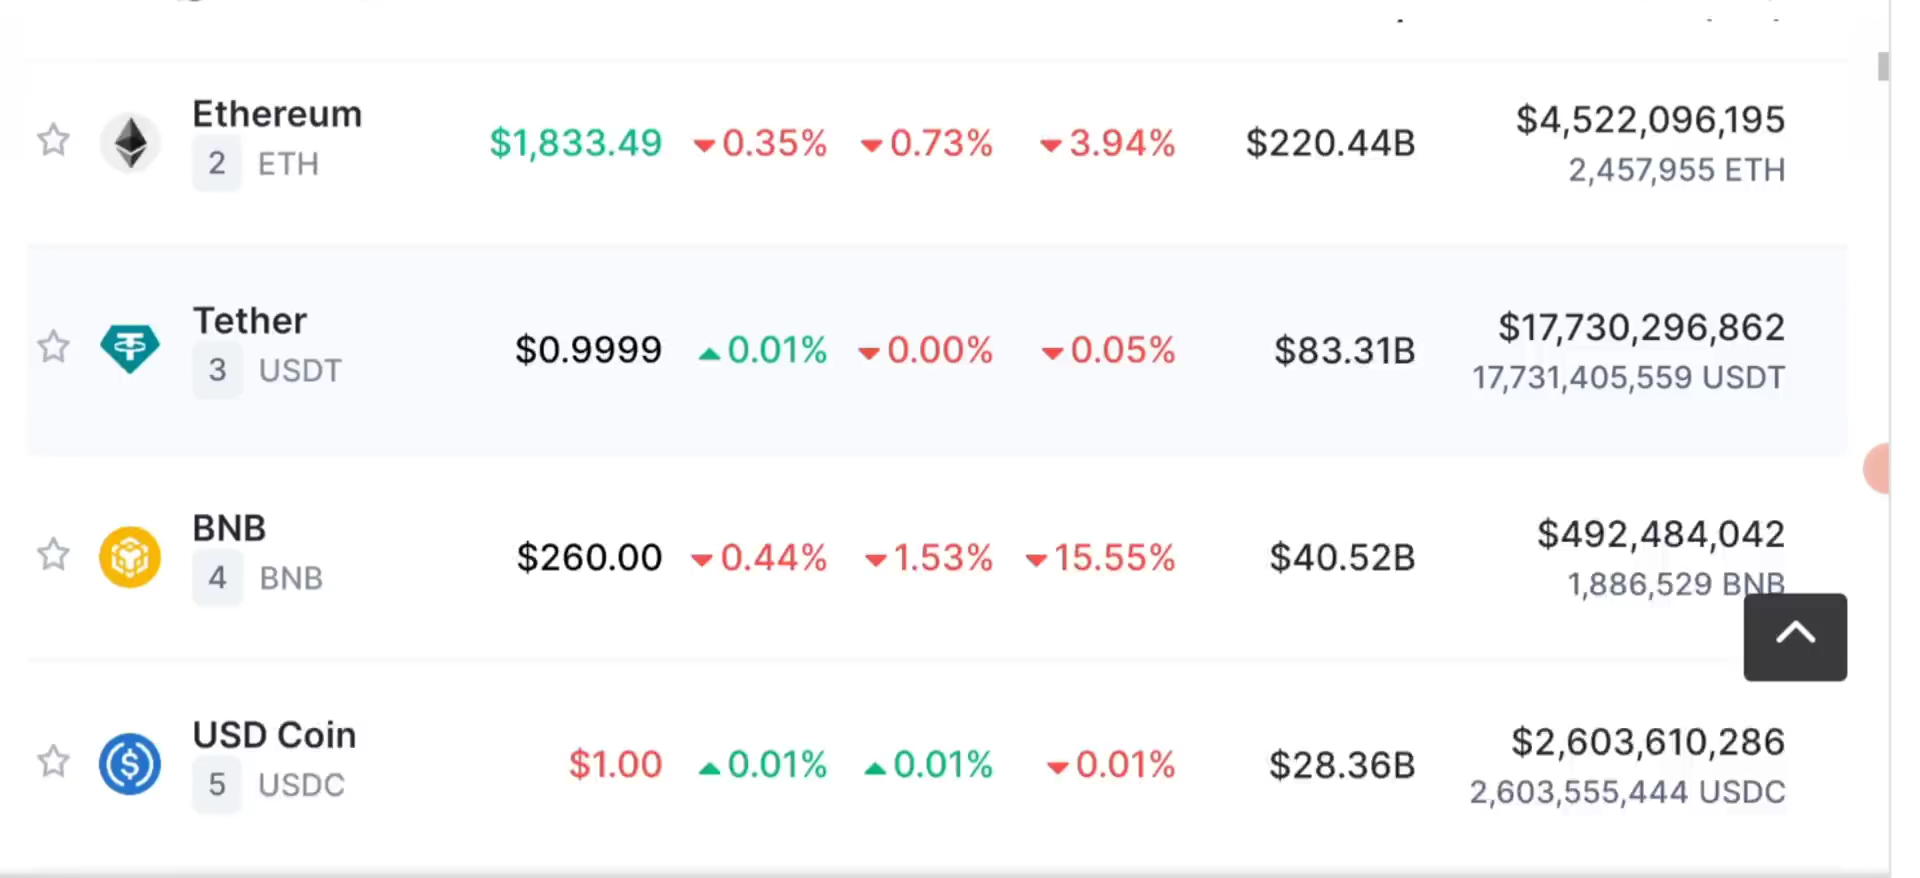 Ethereum
2 ETH
$1,833.49 0.35% 0.73% 3.94% $220.44B
$4,522,096,195
2,457,955 ETH
Tether
3 USDT
$0.9999 0.01% 0.00% 0.05% $83.31B
$17,730,296,862
17,731,405,559 USDT
BNB
4 BNB
$260.00 0.44% 1.53% 15.55% $40.52B
$492,484,042
1,886,529 BNB
USD Coin
5 USDC
$1.00 0.01% 0.01% 0.01% $28.36B
$2,603,610,286
2,603,555,444 USDC